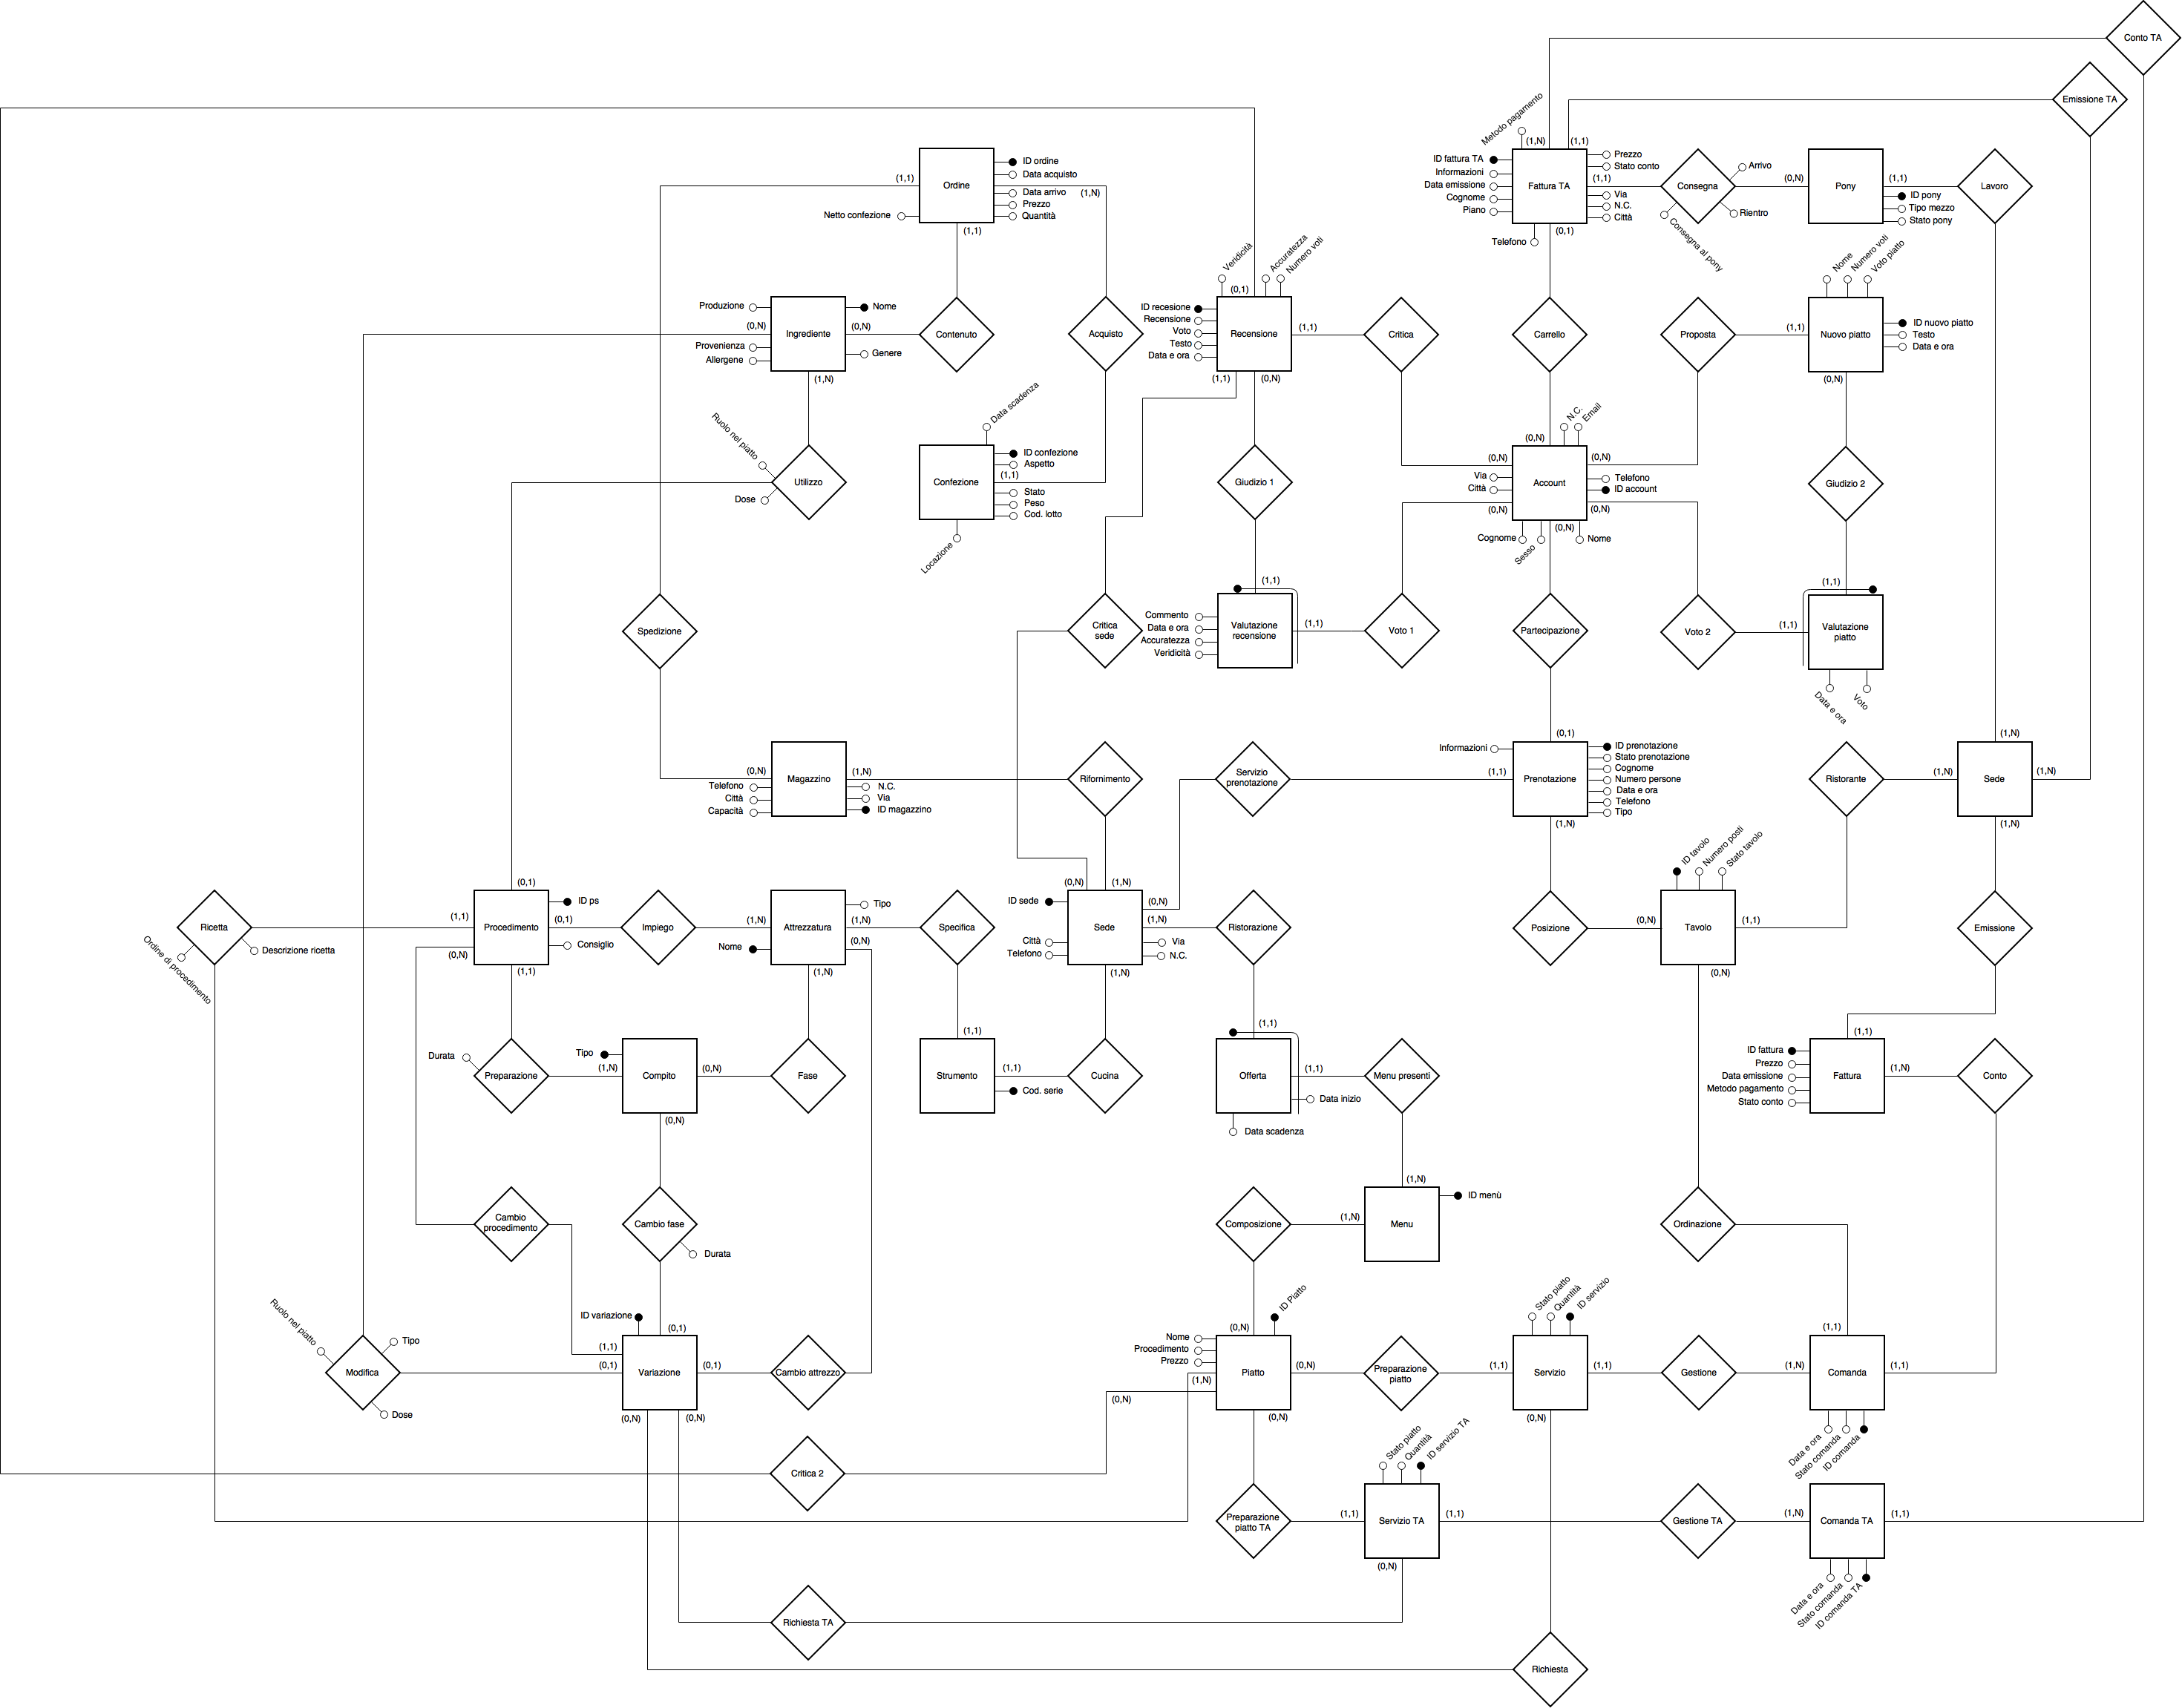 Conto TA
Emissione TA
Metodo pagamento
(1,N)
(1,1)
ID fattura TA
Informazioni
Data emissione
Cognome
Piano
Fattura TA
Prezzo
Stato conto
(1,1)
Via
N.C.
Città
Telefono
(0,1)
Consegna
Arrivo
Rientro
Consegna al pony
(0,N)
Pony
(1,1)
ID pony
Tipo mezzo
Stato pony
Lavoro
(1,1)
Ordine
ID ordine
Data acquisto
Data arrivo
(1,N)
Prezzo
Quantità
Netto confezione
(1,1)
Veridicità
Accuratezza
Numero voti
(0,1)
Nome
Numero voti
Voto piatto
Produzione
(0,N)
Provenienza
Allergene
Ingrediente
Nome
(0,N)
Genere
(1,N)
Contenuto
Acquisto
ID recesione
Recensione
Voto
Testo
Data e ora
Recensione
(1,1)
(1,1)
(0,N)
Critica
Carrello
Proposta
(1,1)
Nuovo piatto
ID nuovo piatto
Testo
Data e ora
(0,N)
Ruolo nel piatto
Dose
Utilizzo
Data scadenza
Confezione
ID confezione
Aspetto
(1,1)
Stato
Peso
Cod. lotto
Locazione
Giudizio 1
N.C.
Email
(0,N)
(0,N)
(0,N)
Via
Città
Account
Telefono
ID account
(0,N)
(0,N)
(0,N)
Cognome
Sesso
Nome
Giudizio 2
Spedizione
Critica
sede
(1,1)
Commento
Data e ora
Accuratezza
Veridicità
Valutazione
recensione
(1,1)
Voto 1
Partecipazione
Voto 2
(1,1)
(1,1)
Valutazione
piatto
Data e ora
Voto
(0,N)
Telefono
Città
Capacità
Magazzino
(1,N)
N.C.
Via
ID magazzino
Rifornimento
Servizio
prenotazione
(0,1)
Informazioni
(1,1)
Prenotazione
ID prenotazione
Stato prenotazione
Cognome
Numero persone
Data e ora
Telefono
Tipo
(1,N)
Ristorante
(1,N)
(1,N)
Sede
(1,N)
(1,N)
ID tavolo
Numero posti
Stato tavolo
Ricetta
Ordine di procedimento
Descrizione ricetta
(0,1)
(1,1)
(0,N)
Procedimento
ID ps
(0,1)
Consiglio
(1,1)
Impiego
(1,N)
Nome
Attrezzatura
Tipo
(1,N)
(0,N)
(1,N)
Specifica
(0,N)
(1,N)
ID sede
Città
Telefono
Sede
(0,N)
(1,N)
Via
N.C.
(1,N)
Ristorazione
Posizione
(0,N)
Tavolo
(1,1)
(0,N)
Emissione
Durata
Preparazione
Tipo
(1,N)
Compito
(0,N)
(0,N)
Fase
(1,1)
Strumento
(1,1)
Cod. serie
Cucina
(1,1)
Offerta
(1,1)
Data inizio
Data scadenza
Menu presenti
(1,1)
ID fattura
Prezzo
Data emissione
Metodo pagamento
Stato conto
Fattura
(1,N)
Conto
Cambio
procedimento
Cambio fase
Durata
Composizione
(1,N)
(1,N)
Menu
ID menù
Ordinazione
Ruolo nel piatto
Tipo
Modifica
Dose
ID variazione
(0,1)
(1,1)
(0,1)
Variazione
(0,1)
(0,N)
(0,N)
Cambio attrezzo
(0,N)
ID Piatto
Nome
Procedimento
Prezzo
(1,N)
(0,N)
Piatto
(0,N)
(0,N)
Preparazione
piatto
Stato piatto
Quantità
ID servizio
(1,1)
Servizio
(1,1)
(0,N)
Gestione
(1,1)
(1,N)
Comanda
(1,1)
Data e ora
Stato comanda
ID comanda
Critica 2
Preparazione
piatto TA
Stato piatto
Quantità
ID servizio TA
(1,1)
Servizio TA
(1,1)
(0,N)
Gestione TA
(1,N)
Comanda TA
(1,1)
Data e ora
Stato comanda
ID comanda TA
Richiesta TA
Richiesta